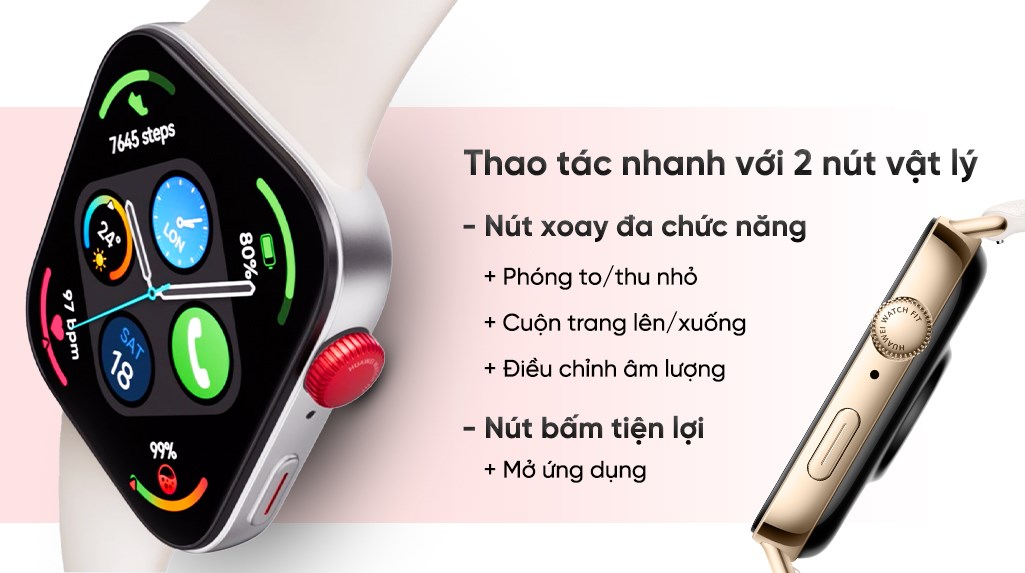 7645 steps
24°
LON
80%
97 bpm
SAT
18
99%
Thao tác nhanh với 2 nút vật lý
- Nút xoay đa chức năng
+ Phóng to/thu nhỏ
+ Cuộn trang lên/xuống
+ Điều chỉnh âm lượng
- Nút bấm tiện lợi
+ Mở ứng dụng
HUAWEI WATCH FIT